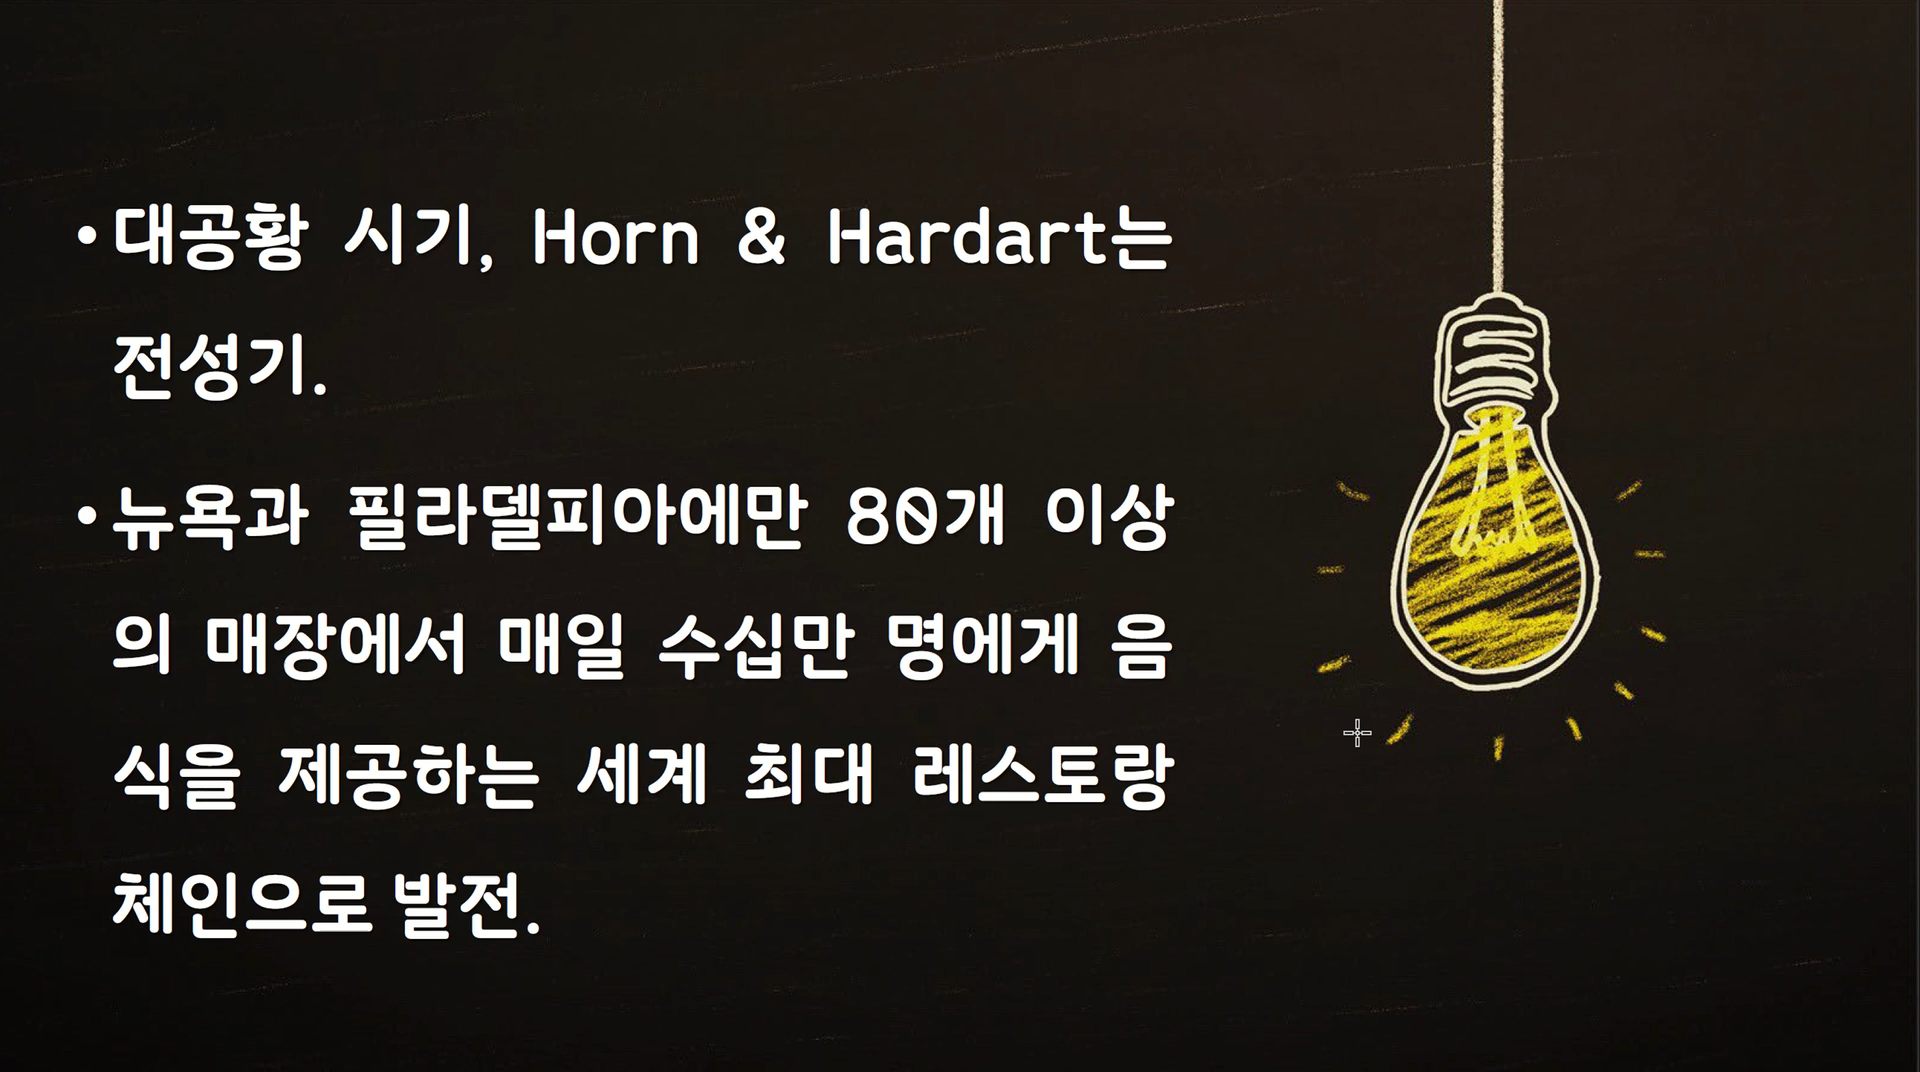 •대공황 시기, Horn & Hardart는
전성기.
•뉴욕과 필라델피아에만 80개 이상
의 매장에서 매일 수십만 명에게 음
식을 제공하는 세계 최대 레스토랑
체인으로 발전.